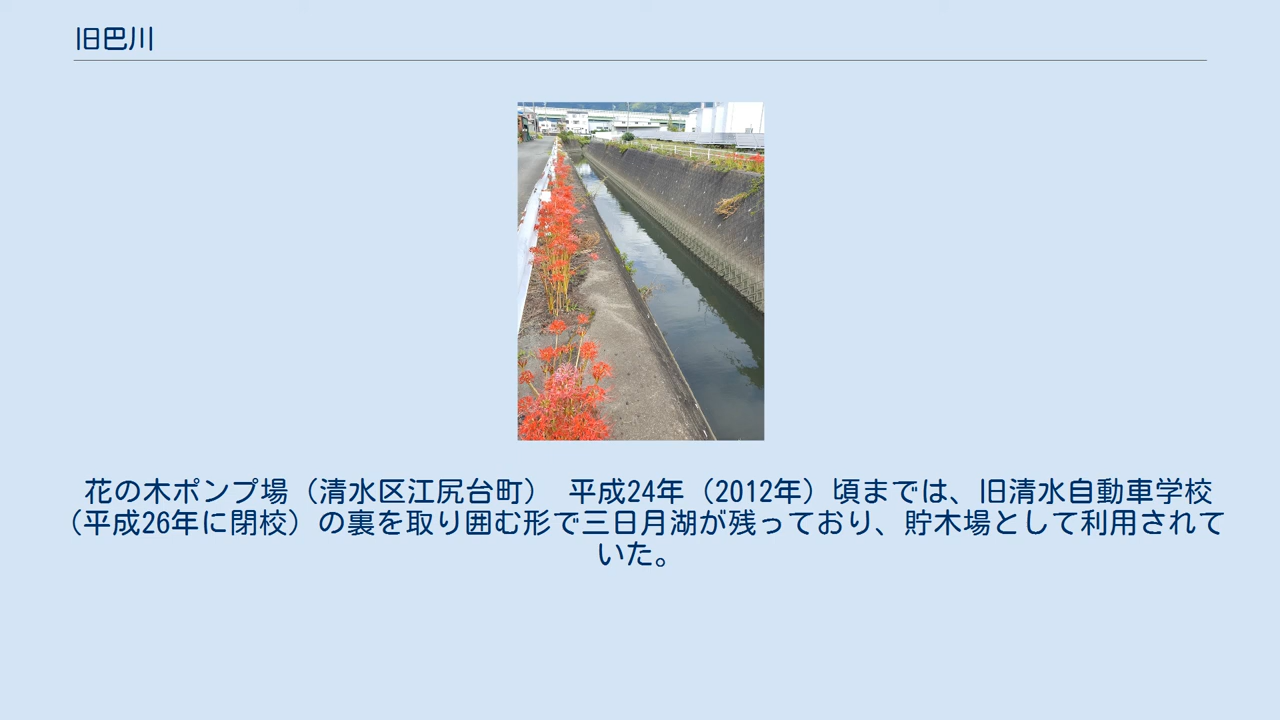 旧巴川
花の木ポンプ場（清水区江尻台町）　平成24年（2012年）頃までは、旧清水自動車学校
（平成26年に閉校）の裏を取り囲む形で三日月湖が残っており、貯木場として利用されて
いた。